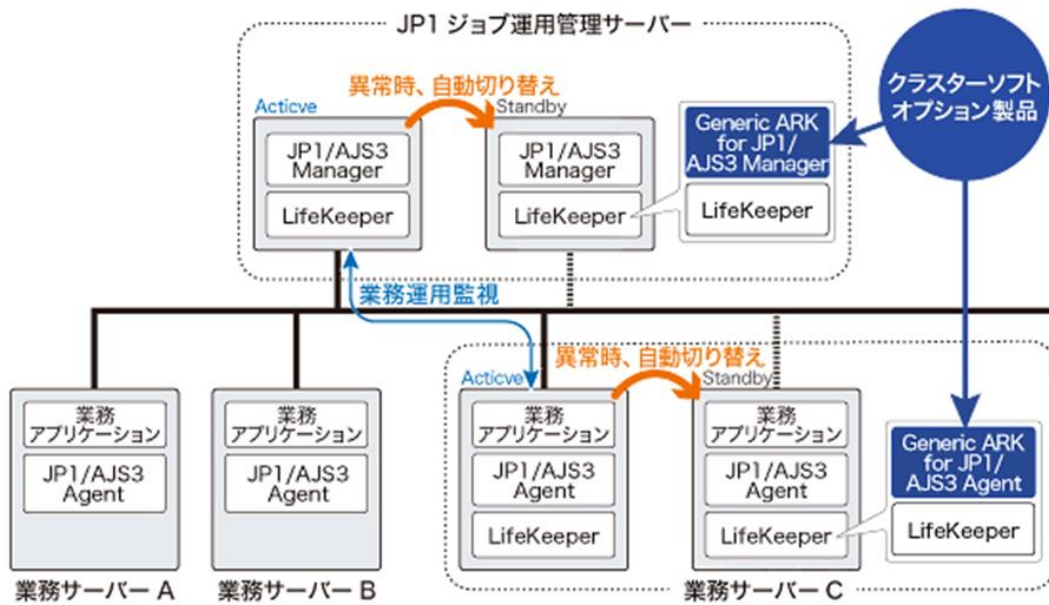 JP1 ジョブ運用管理サーバー
異常時、自動切り替え
Acticve
Standby
JP1/AJS3
Manager
LifeKeeper
JP1/AJS3
Manager
LifeKeeper
Generic ARK
for JP1/
AJS3 Manager
LifeKeeper
クラスターソフト
オプション製品
業務運用監視
異常時、自動切り替え
Acticve
Standby
業務
アプリケーション
JP1/AJS3
Agent
業務サーバー A
業務
アプリケーション
JP1/AJS3
Agent
業務サーバー B
業務
アプリケーション
JP1/AJS3
Agent
LifeKeeper
業務
アプリケーション
JP1/AJS3
Agent
LifeKeeper
Generic ARK
for JP1/
AJS3 Agent
LifeKeeper
業務サーバー C